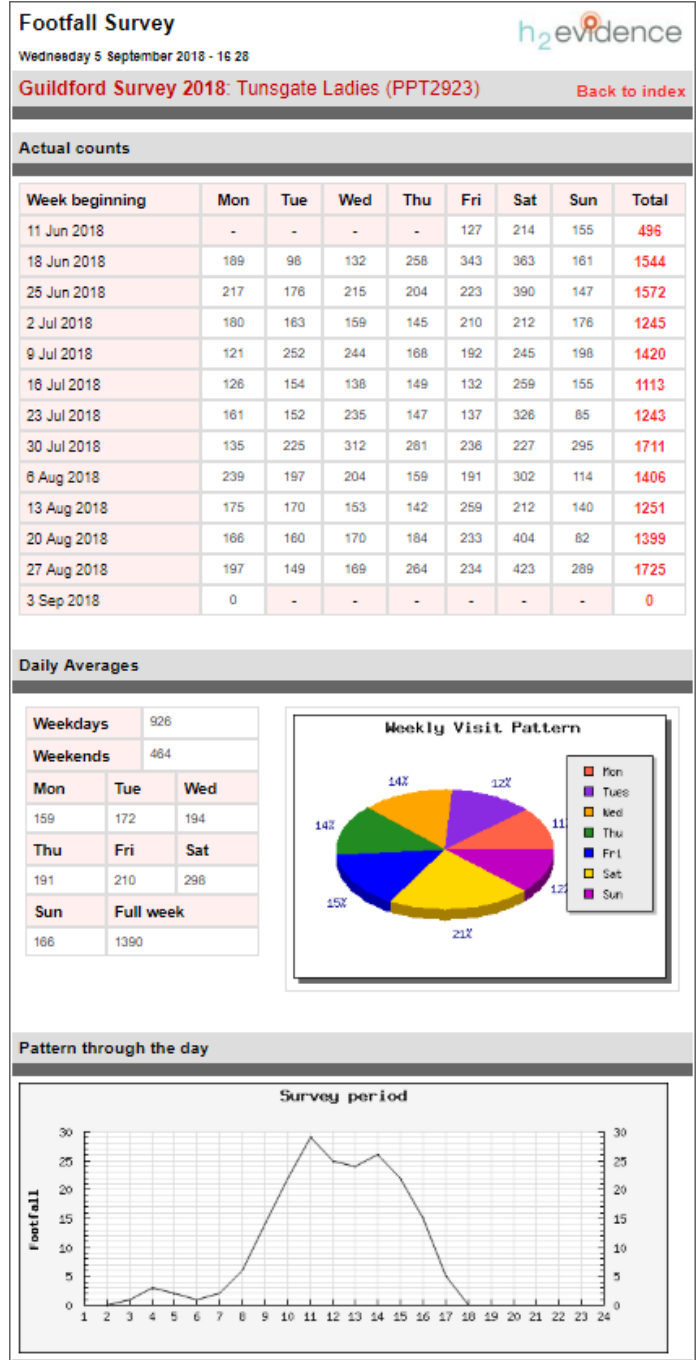 Footfall Survey
h2evidence
Wednesday 5 September 2018 - 16 28
Guildford Survey 2018: Tunsgate Ladies (PPT2923) Back to index
Actual counts
Week beginning Mon Tue Wed Thu Fri Sat Sun Total
11 Jun 2018 - - - - 127 214 155 496
18 Jun 2018 189 98 132 258 343 363 161 1544
25 Jun 2018 217 176 215 204 223 390 147 1572
2 Jul 2018 180 163 159 145 210 212 176 1245
9 Jul 2018 121 252 244 168 192 245 198 1420
16 Jul 2018 126 154 138 149 132 259 155 1113
23 Jul 2018 161 152 235 147 137 326 85 1243
30 Jul 2018 135 225 312 281 236 227 295 1711
6 Aug 2018 239 197 204 159 191 302 114 1406
13 Aug 2018 175 170 153 142 259 212 140 1251
20 Aug 2018 166 160 170 184 233 404 82 1399
27 Aug 2018 197 149 169 264 234 423 289 1725
3 Sep 2018 0 - - - - - - 0
Daily Averages
Weekdays 926
Weekends 464
Mon Tue Wed
159 172 194
Thu Fri Sat
191 210 298
Sun Full week
166 1390
Weekly Visit Pattern
14% 12%
14% 11
15% 12
21%
Mon
Tues
Wed
Thu
Fri
Sat
Sun
Pattern through the day
Survey period
30 30
25 25
20 20
15 15
10 10
5 5
0 0
Footfall
1 2 3 4 5 6 7 8 9 10 11 12 13 14 15 16 17 18 19 20 21 22 23 24